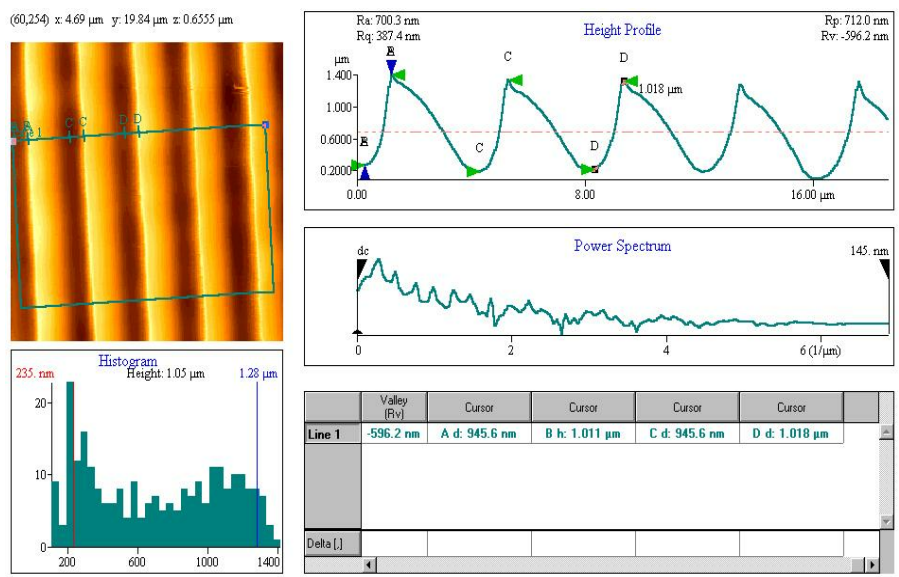 (60,254) x: 4.69 µm y: 19.84 µm z: 0.6555 µm
C C D D
1
Ra: 700.3 nm
Rq: 387.4 nm
Height Profile
Rp: 712.0 nm
Rv: -596.2 nm
C D
µm
1.400
1.018 µm
1.000
0.6000
C D
0.2000
0.00 8.00 16.00 µm
Power Spectrum
dc
145. nm
0 2 4 6 (1/µm)
Histogram
235. nm Height: 1.05 µm 1.28 µm
20
10
0
200 600 1000 1400
Valley (Rv) Cursor Cursor Cursor Cursor
Line 1 -596.2 nm A d: 945.6 nm B h: 1.011 µm C d: 945.6 nm D d: 1.018 µm
Delta [,]